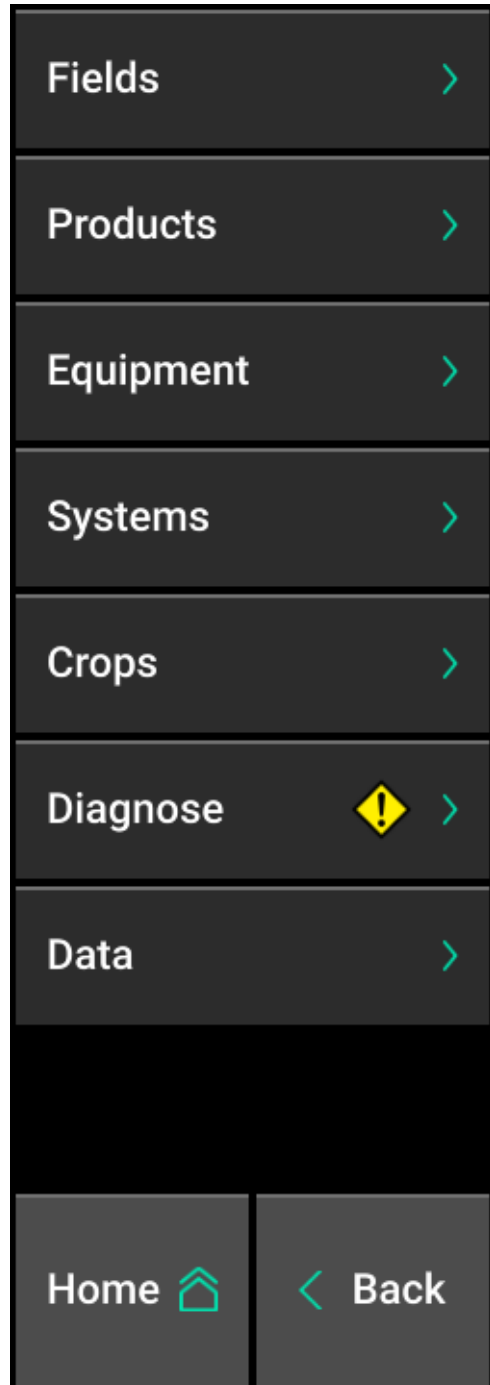 Fields
Products
Equipment
Systems
Crops
Diagnose
Data
Home
Back